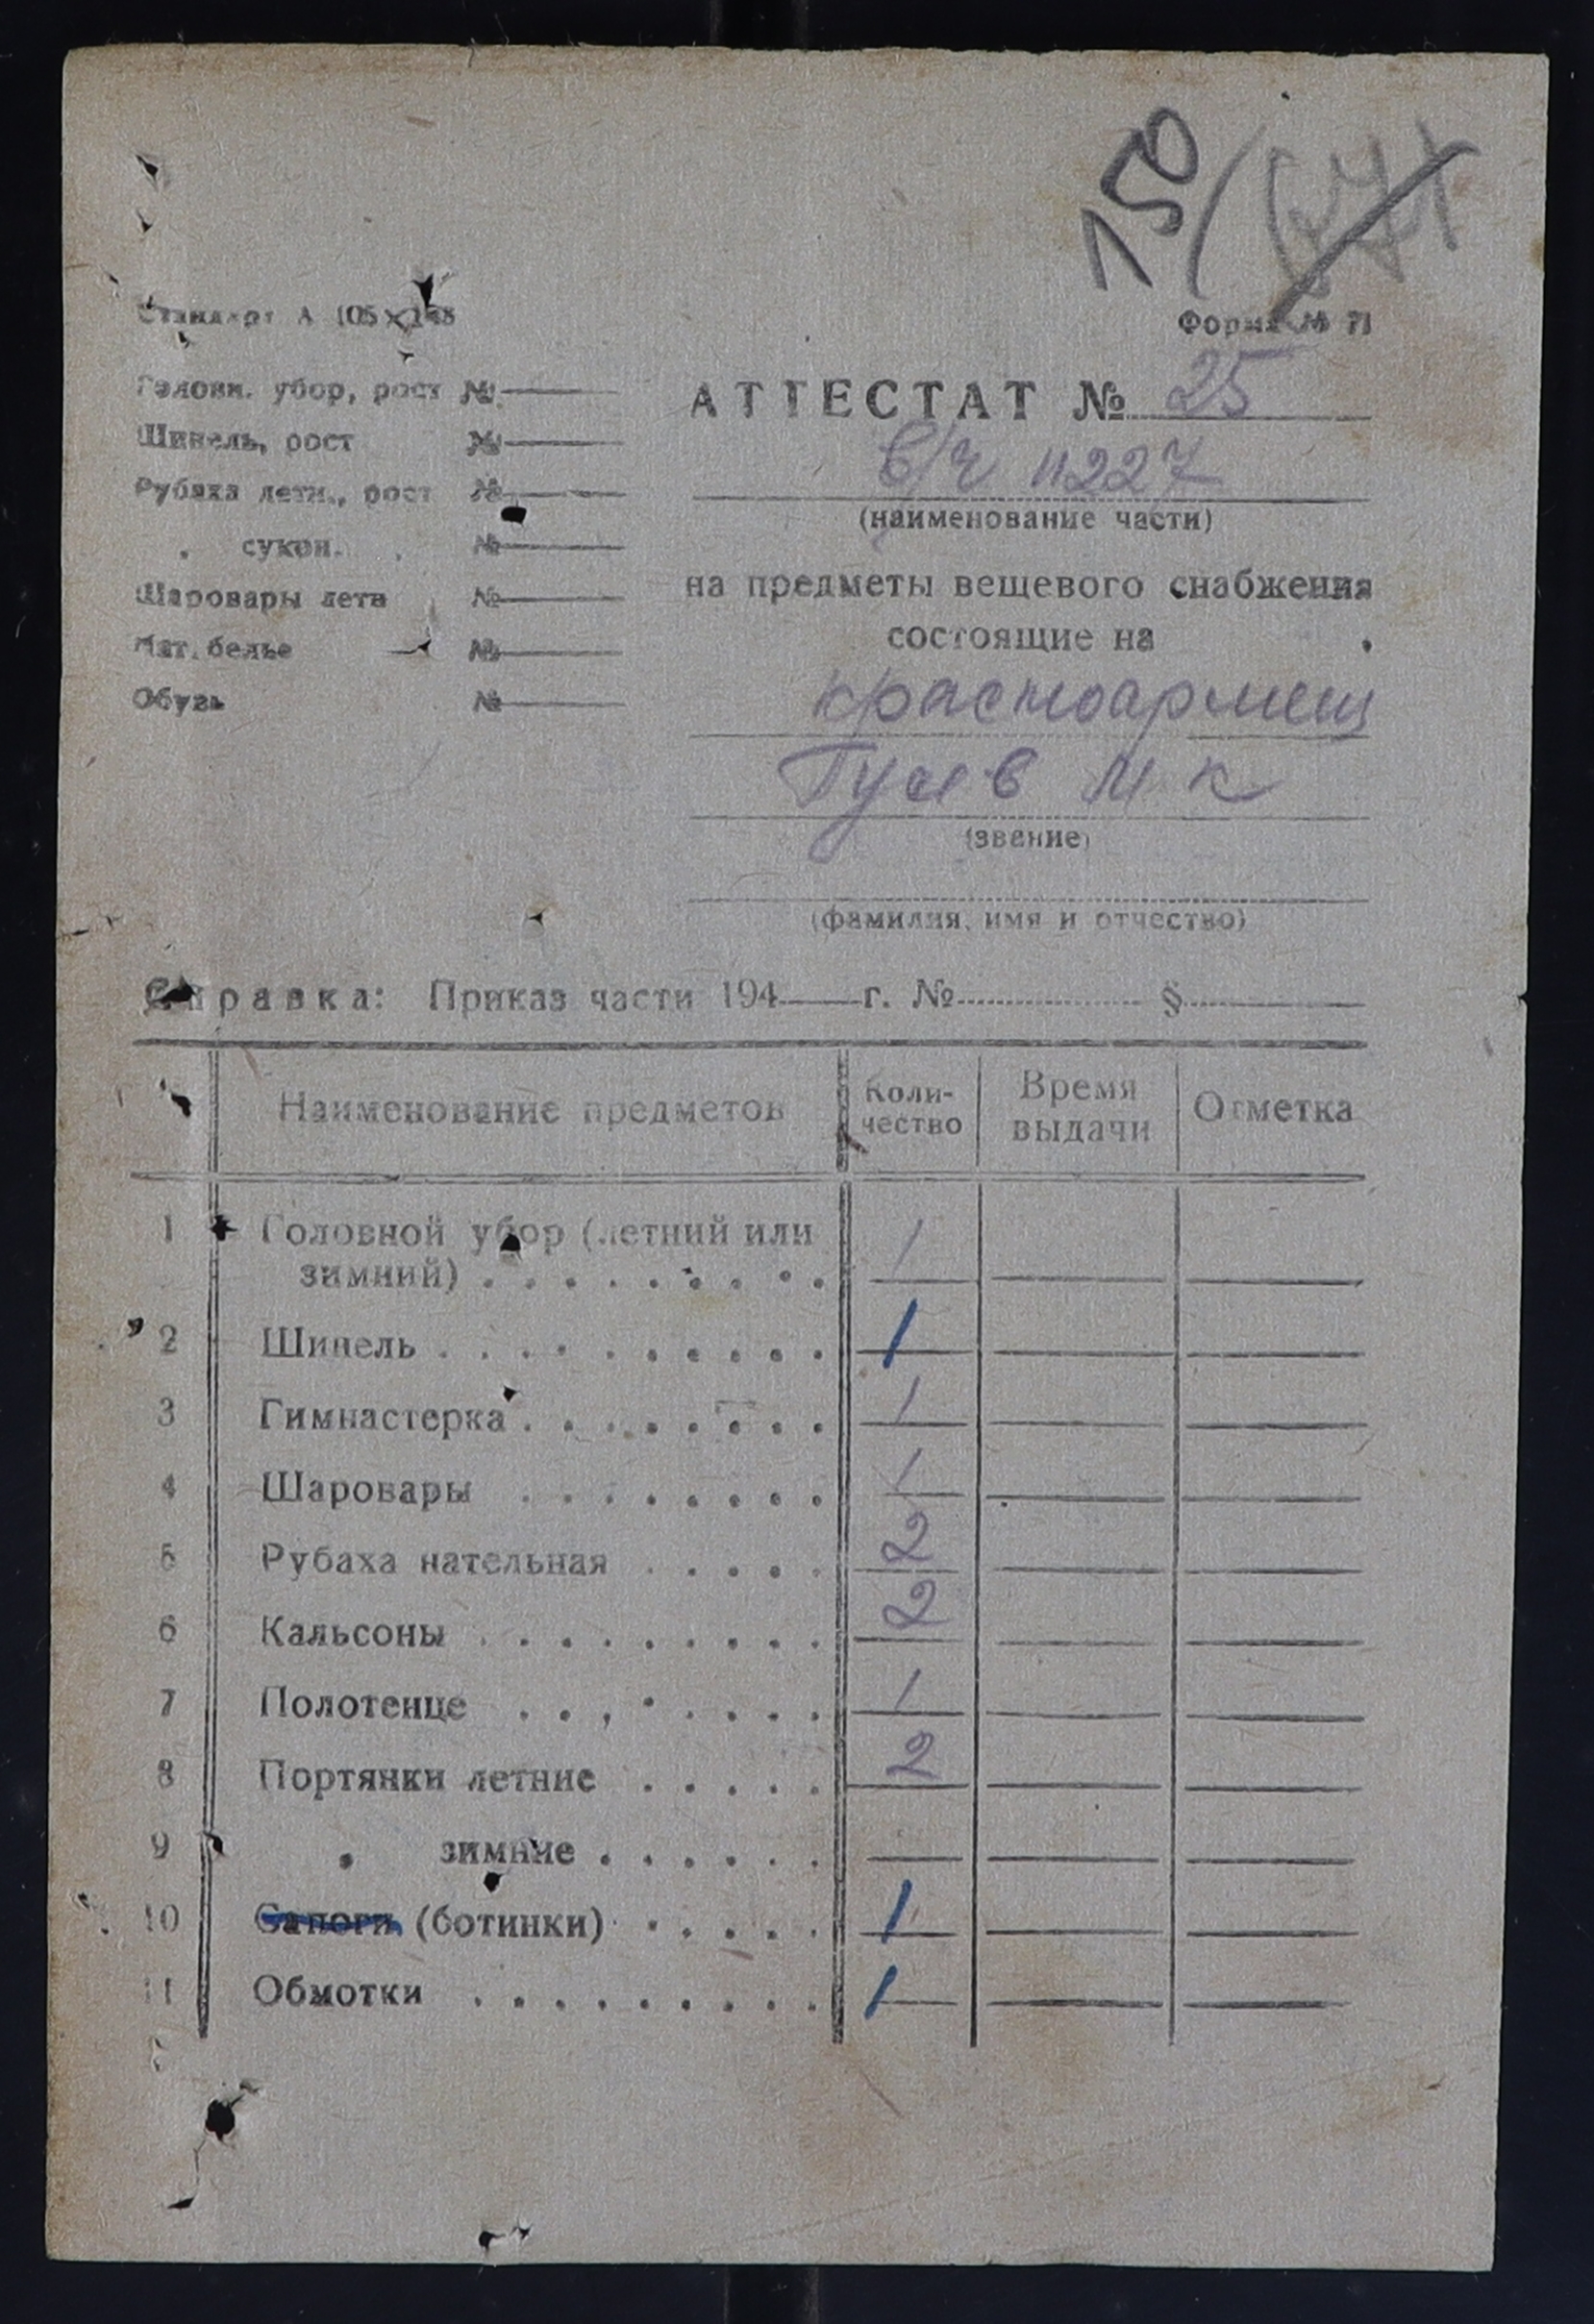 150
Стандарт А 105×148
Форма № 71
Головн. убор, рост №
Шинель, рост №
Рубаха летн., рост №
„ сукон. „ №
Шаровары летн №
Нат. белье №
Обувь №
АТТЕСТАТ № 25
в/ч 11227
(наименование части)
на предметы вещевого снабжения
состоящие на
красноармеец
М К
(звание)
(фамилия, имя и отчество)
Справка: Приказ части 194 г. № §
Наименование предметов Коли-чество Время выдачи Отметка
1 Головной убор (летний или
зимний) . . . . . . . . . 1
2 Шинель . . . . . . . . . . 1
3 Гимнастерка . . . . . . . . 1
4 Шаровары . . . . . . . . 1
5 Рубаха нательная . . . . . 2
6 Кальсоны . . . . . . . . . 2
7 Полотенце . . . . . . . . 1
8 Портянки летние . . . . . 2
9 „ зимние . . . . . .
10 Сапоги (ботинки) . . . . . 1
11 Обмотки . . . . . . . . . 1